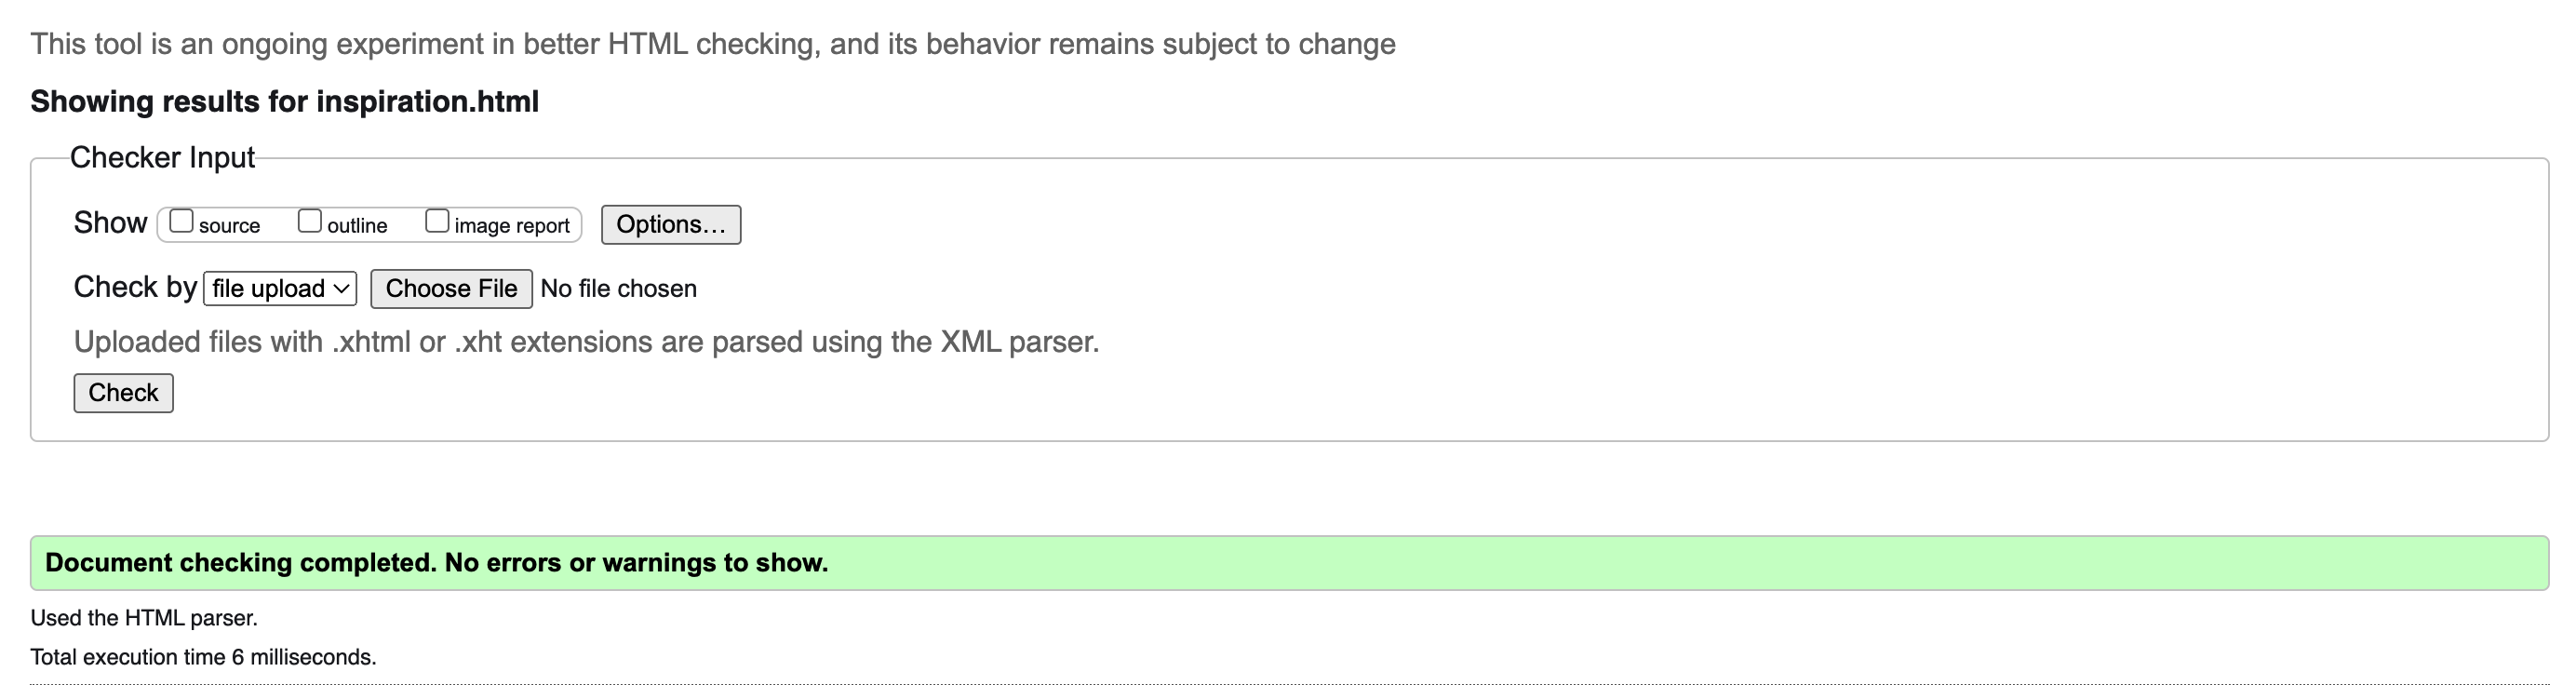 This tool is an ongoing experiment in better HTML checking, and its behavior remains subject to change
Showing results for inspiration.html
Checker Input
Show source outline image report Options...
Check by file upload Choose File No file chosen
Uploaded files with .xhtml or .xht extensions are parsed using the XML parser.
Check
Document checking completed. No errors or warnings to show.
Used the HTML parser.
Total execution time 6 milliseconds.